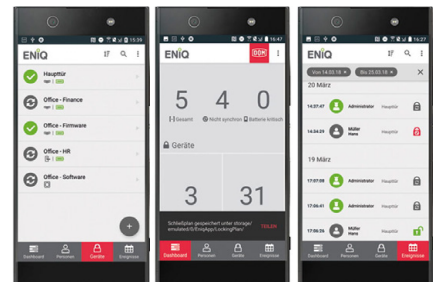 15:39
ENiQ
Haupttür
Office - Finance
Office - Firmware
Office - HR
Office - Software
Dashboard
Personen
Geräte
Ereignisse
16:47
ENiQ
DOM
5
4
0
Gesamt
Nicht synchron
Batterie kritisch
Geräte
3
31
Schließplan gespeichert unter storage/
emulated/0/EniqApp/LockingPlan/
TEILEN
Dashboard
Personen
Geräte
Ereignisse
16:27
ENiQ
Von 14.03.18 ×
Bis 25.03.18 ×
20 März
14:37:47
Administrator
Haupttür
14:34:29
Müller
Hans
Haupttür
19 März
17:07:08
Administrator
Haupttür
17:06:41
Administrator
Haupttür
17:06:26
Müller
Hans
Haupttür
Dashboard
Personen
Geräte
Ereignisse